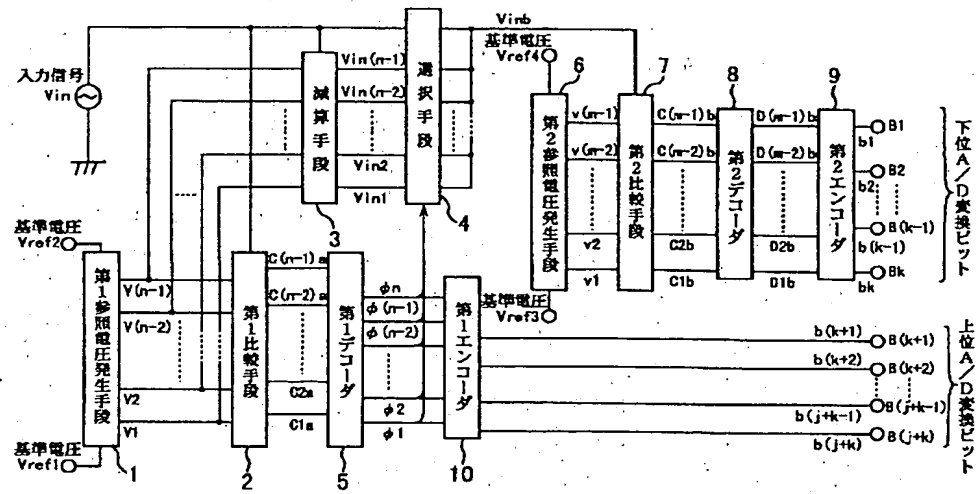 入力信号
Vin
基準電圧
Vref2
第1参照電圧発生手段
基準電圧
Vref1
1
V(n-1)
V(n-2)
V2
V1
第1比較手段
2
C(n-1)a
C(n-2)a
C2a
C1a
第1デコーダ
5
減算手段
3
Vin(n-1)
Vin(n-2)
Vin2
Vin1
選択手段
4
φn
φ(n-1)
φ(n-2)
φ2
φ1
第1エンコーダ
10
Vinb
基準電圧
Vref4
6
第2参照電圧発生手段
基準電圧
Vref3
v(m-1)
v(m-2)
v2
v1
7
第2比較手段
C(m-1)b
C(m-2)b
C2b
C1b
8
第2デコーダ
D(m-1)b
D(m-2)b
D2b
D1b
9
第2エンコーダ
b1
B1
b2
B2
b(k-1)
B(k-1)
bk
Bk
下位A/D変換ビット
b(k+1)
B(k+1)
b(k+2)
B(k+2)
b(j+k-1)
B(j+k-1)
b(j+k)
B(j+k)
上位A/D変換ビット